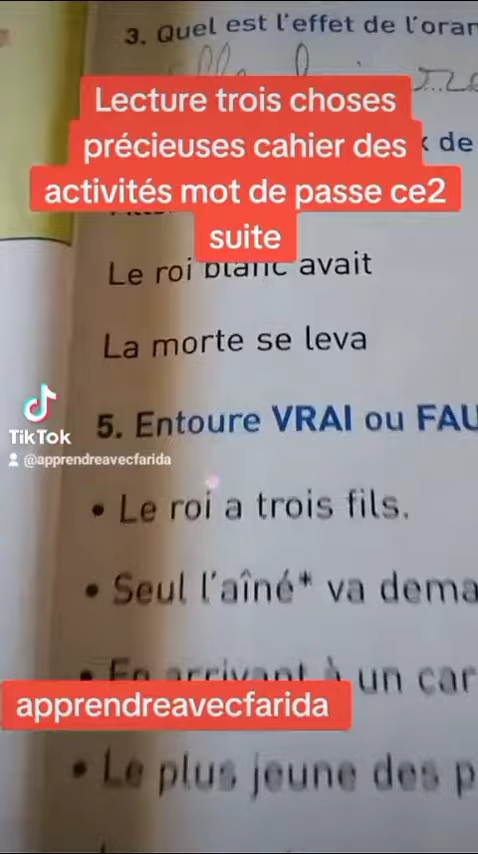 3. Quel est l'effet de l'oran
Lecture trois choses
précieuses cahier des
de
activités mot de passe ce2
suite
Le roi blanc avait
La morte se leva
TikTok
5. Entoure VRAI ou FAU
@apprendreavecfarida
• Le roi a trois fils.
• Seul l'aîné* va dema
• En arrivant à un car
apprendreavecfarida
• Le plus jeune des p